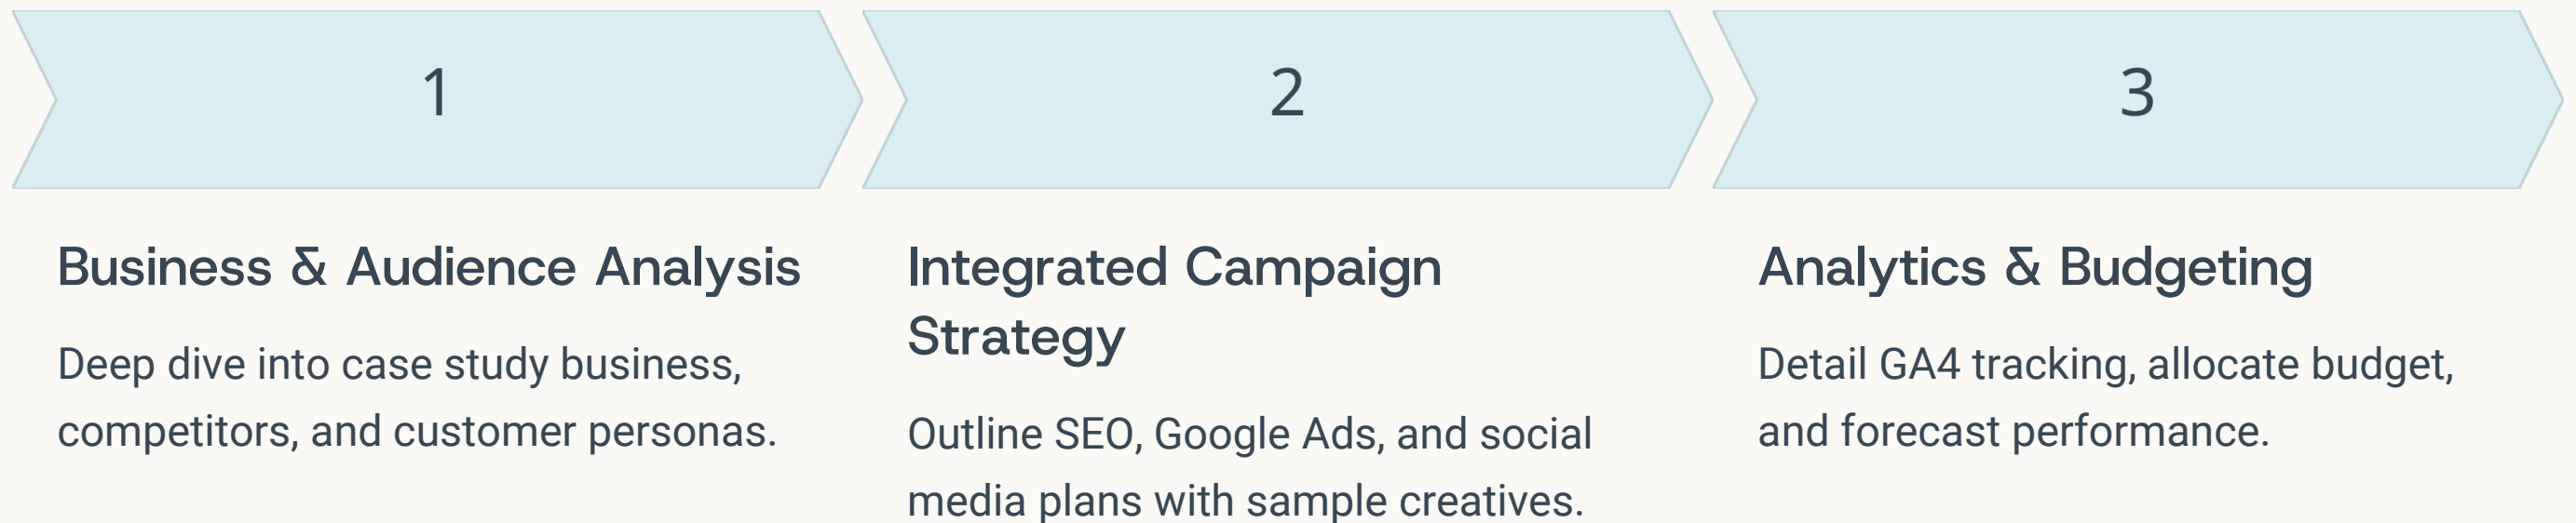 1
Business & Audience Analysis
Deep dive into case study business,
competitors, and customer personas.
2
Integrated Campaign
Strategy
Outline SEO, Google Ads, and social
media plans with sample creatives.
3
Analytics & Budgeting
Detail GA4 tracking, allocate budget,
and forecast performance.